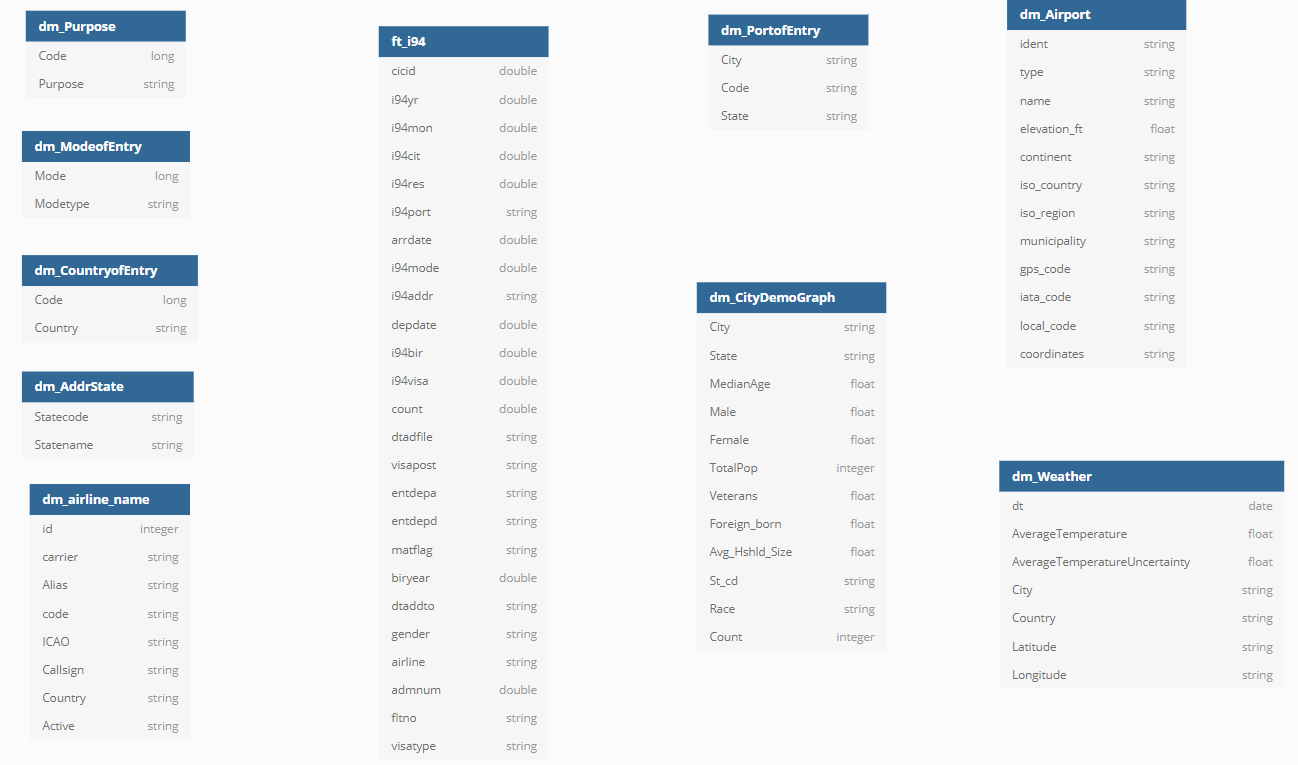 dm_Purpose
Code long
Purpose string
dm_ModeofEntry
Mode long
Modetype string
dm_CountryofEntry
Code long
Country string
dm_AddrState
Statecode string
Statename string
dm_airline_name
id integer
carrier string
Alias string
code string
ICAO string
Callsign string
Country string
Active string
ft_i94
cicid double
i94yr double
i94mon double
i94cit double
i94res double
i94port string
arrdate double
i94mode double
i94addr string
depdate double
i94bir double
i94visa double
count double
dtadfile string
visapost string
entdepa string
entdepd string
matflag string
biryear double
dtaddto string
gender string
airline string
admnum double
fltno string
visatype string
dm_PortofEntry
City string
Code string
State string
dm_CityDemoGraph
City string
State string
MedianAge float
Male float
Female float
TotalPop integer
Veterans float
Foreign_born float
Avg_Hshld_Size float
St_cd string
Race string
Count integer
dm_Airport
ident string
type string
name string
elevation_ft float
continent string
iso_country string
iso_region string
municipality string
gps_code string
iata_code string
local_code string
coordinates string
dm_Weather
dt date
AverageTemperature float
AverageTemperatureUncertainty float
City string
Country string
Latitude string
Longitude string